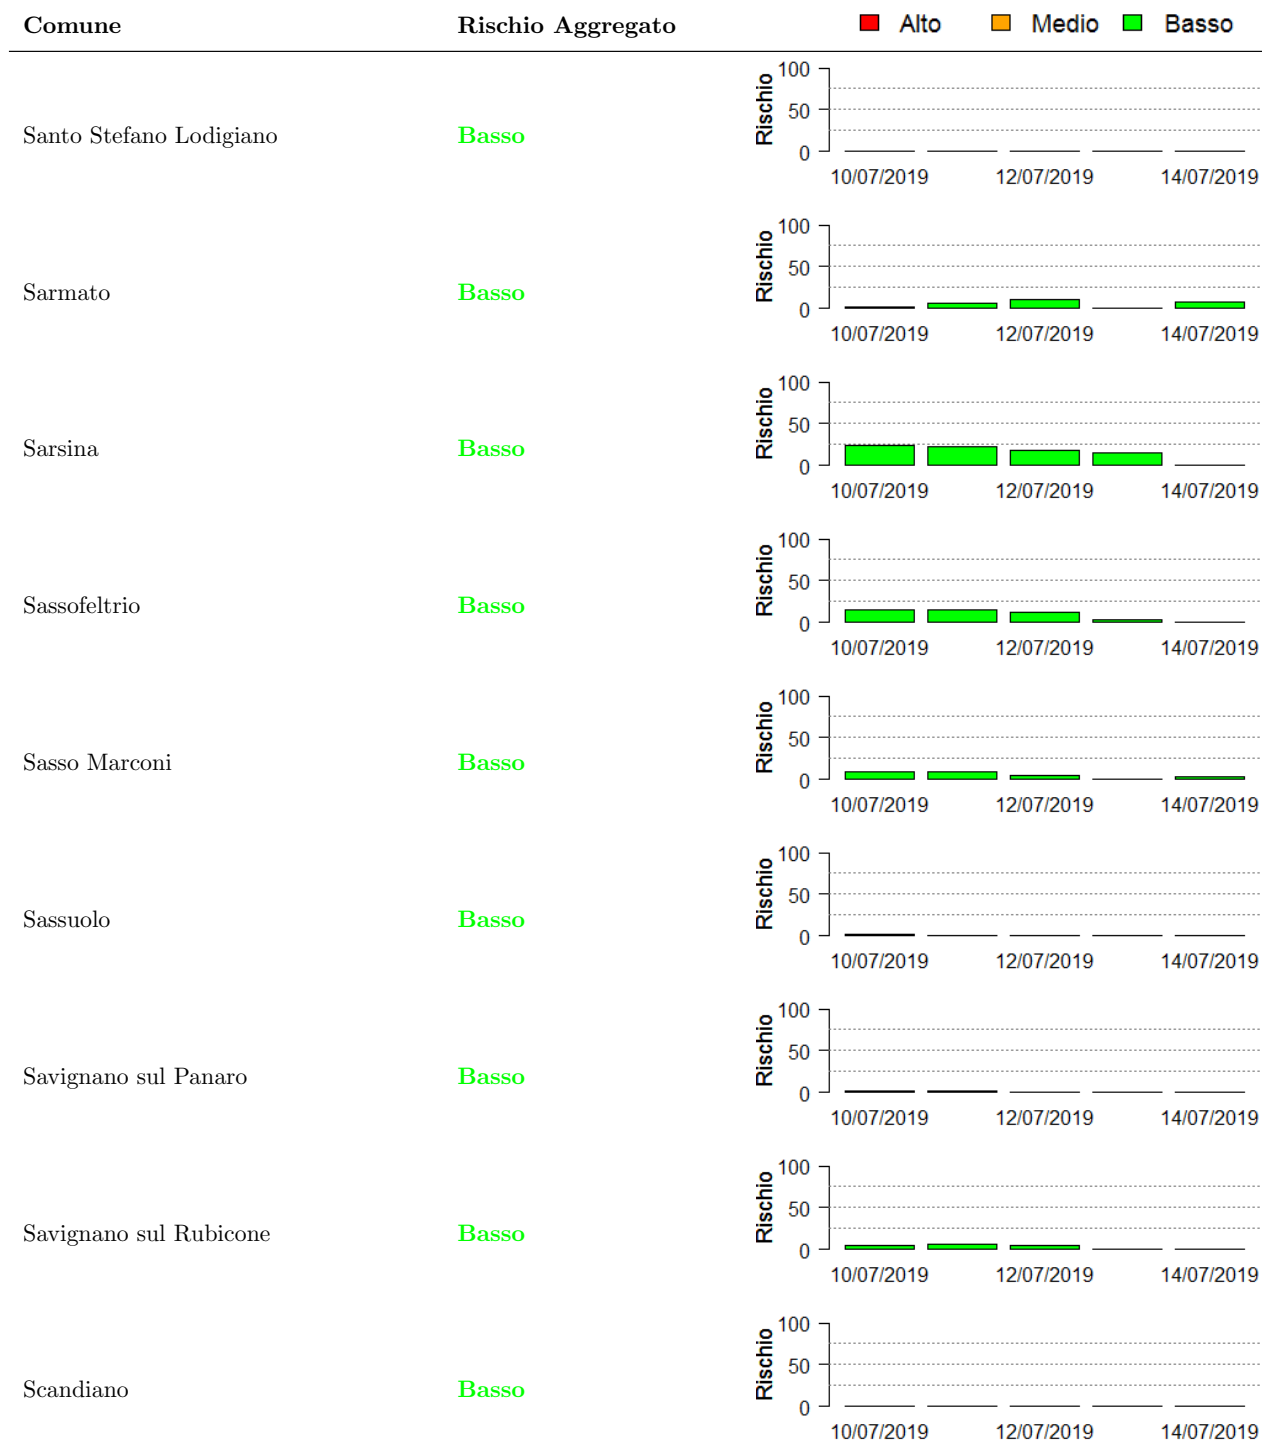 Comune Rischio Aggregato Alto Medio Basso
Santo Stefano Lodigiano Basso
Rischio
100
50
0
10/07/2019 12/07/2019 14/07/2019
Sarmato Basso
Rischio
100
50
0
10/07/2019 12/07/2019 14/07/2019
Sarsina Basso
Rischio
100
50
0
10/07/2019 12/07/2019 14/07/2019
Sassofeltrio Basso
Rischio
100
50
0
10/07/2019 12/07/2019 14/07/2019
Sasso Marconi Basso
Rischio
100
50
0
10/07/2019 12/07/2019 14/07/2019
Sassuolo Basso
Rischio
100
50
0
10/07/2019 12/07/2019 14/07/2019
Savignano sul Panaro Basso
Rischio
100
50
0
10/07/2019 12/07/2019 14/07/2019
Savignano sul Rubicone Basso
Rischio
100
50
0
10/07/2019 12/07/2019 14/07/2019
Scandiano Basso
Rischio
100
50
0
10/07/2019 12/07/2019 14/07/2019